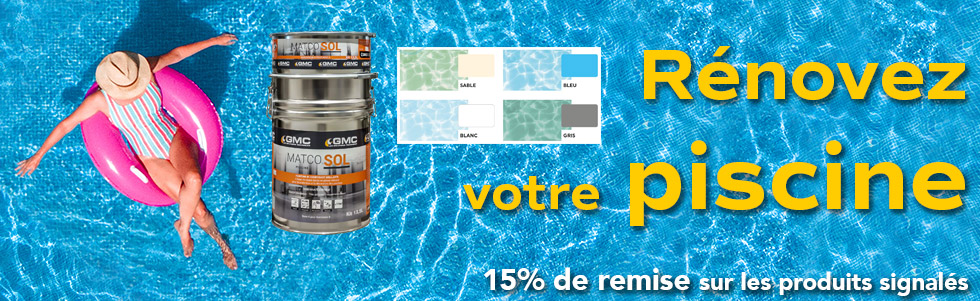 MATCO SOL
GMC
GMC GMC
MATCO SOL
SABLE
BLEU
BLANC
GRIS
Rénovez
votre piscine
15% de remise sur les produits signalés